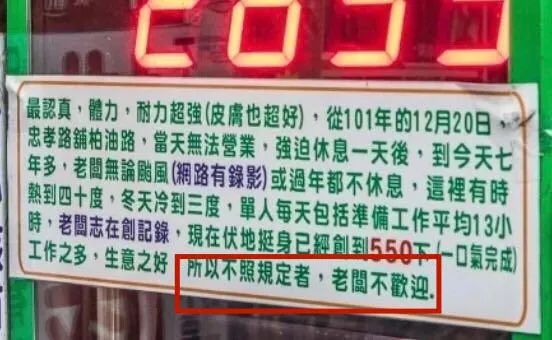 2693
最認真，體力，耐力超強(皮膚也超好)，從101年的12月20日，
忠孝路舖柏油路，當天無法營業，強迫休息一天後，到今天七
年多，老闆無論颱風(網路有錄影)或過年都不休息，這裡有時
熱到四十度，冬天冷到三度，單人每天包括準備工作平均13小
時，老闆志在創記錄，現在伏地挺身已經創到550下(一口氣完成)
工作之多，生意之好，所以不照規定者，老闆不歡迎.